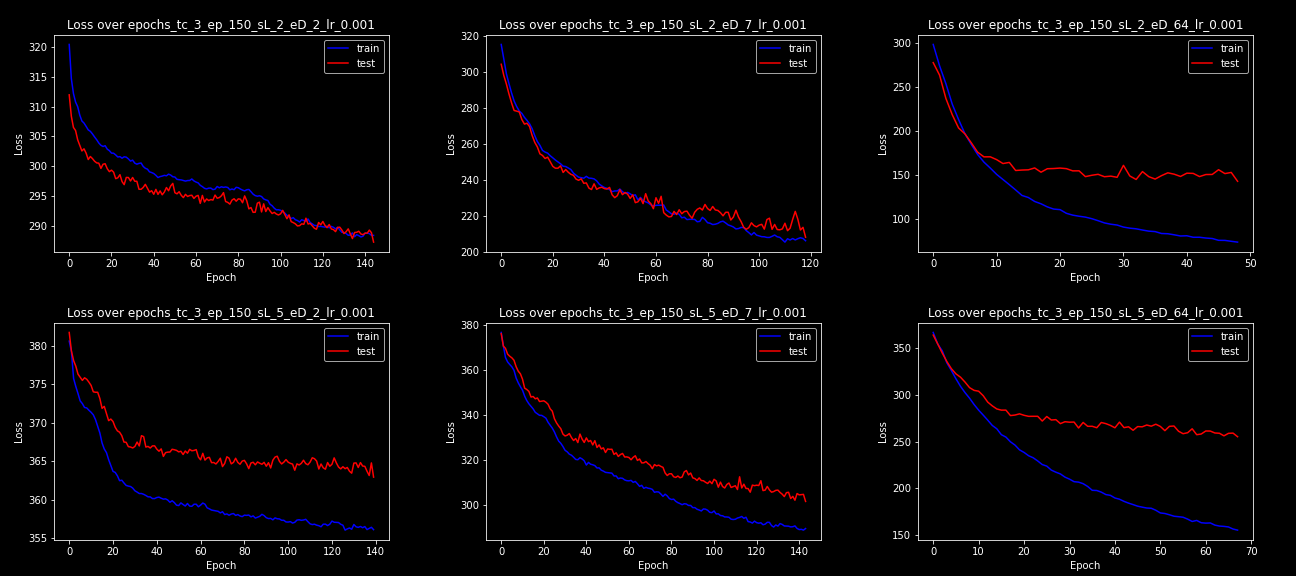 Loss over epochs_tc_3_ep_150_sL_2_eD_2_lr_0.001
320
315
310
305
300
295
290
Loss
0 20 40 60 80 100 120 140
Epoch
train
test
Loss over epochs_tc_3_ep_150_sL_2_eD_7_lr_0.001
320
300
280
260
240
220
200
Loss
0 20 40 60 80 100 120
Epoch
train
test
Loss over epochs_tc_3_ep_150_sL_2_eD_64_lr_0.001
300
250
200
150
100
Loss
0 10 20 30 40 50
Epoch
train
test
Loss over epochs_tc_3_ep_150_sL_5_eD_2_lr_0.001
380
375
370
365
360
355
Loss
0 20 40 60 80 100 120 140
Epoch
train
test
Loss over epochs_tc_3_ep_150_sL_5_eD_7_lr_0.001
380
360
340
320
300
Loss
0 20 40 60 80 100 120 140
Epoch
train
test
Loss over epochs_tc_3_ep_150_sL_5_eD_64_lr_0.001
350
300
250
200
150
Loss
0 10 20 30 40 50 60 70
Epoch
train
test